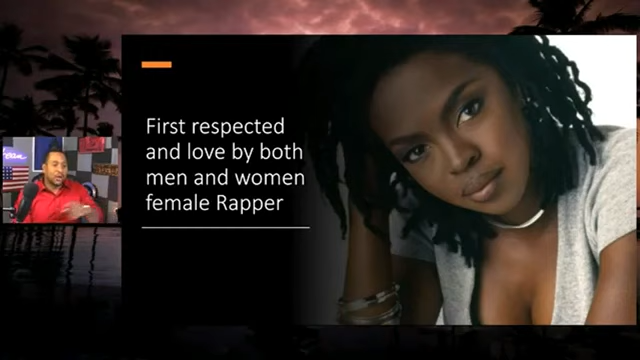 First respected
and love by both
men and women
female Rapper